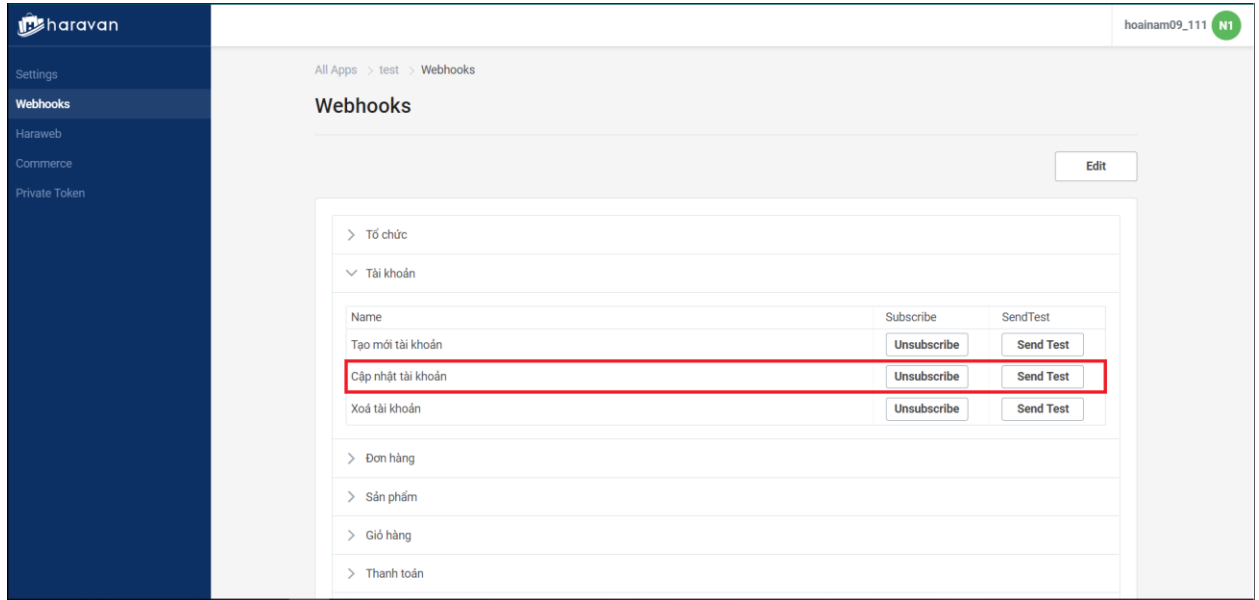 haravan
hoainam09_111 N1
Settings
Webhooks
Haraweb
Commerce
Private Token
All Apps > test > Webhooks
Webhooks
Edit
Tổ chức
Tài khoản
Name Subscribe SendTest
Tạo mới tài khoản Unsubscribe Send Test
Cập nhật tài khoản Unsubscribe Send Test
Xoá tài khoản Unsubscribe Send Test
Đơn hàng
Sản phẩm
Giỏ hàng
Thanh toán